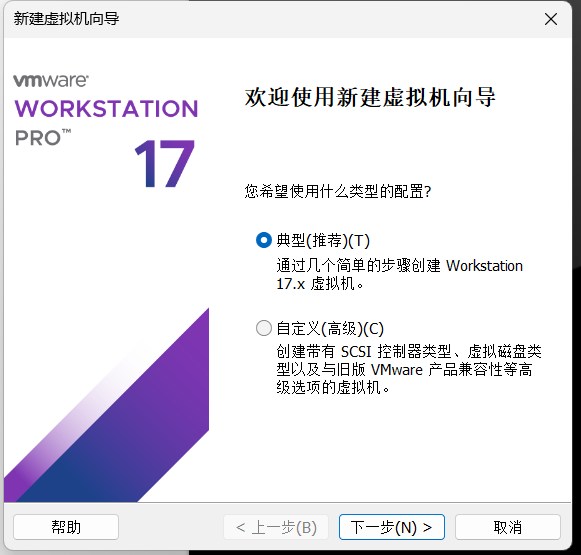 新建虚拟机向导
vmware
WORKSTATION
PRO™
17
欢迎使用新建虚拟机向导
您希望使用什么类型的配置?
典型(推荐)(T)
通过几个简单的步骤创建 Workstation
17.x 虚拟机。
自定义(高级)(C)
创建带有 SCSI 控制器类型、虚拟磁盘类
型以及与旧版 VMware 产品兼容性等高
级选项的虚拟机。
帮助
< 上一步(B)
下一步(N) >
取消